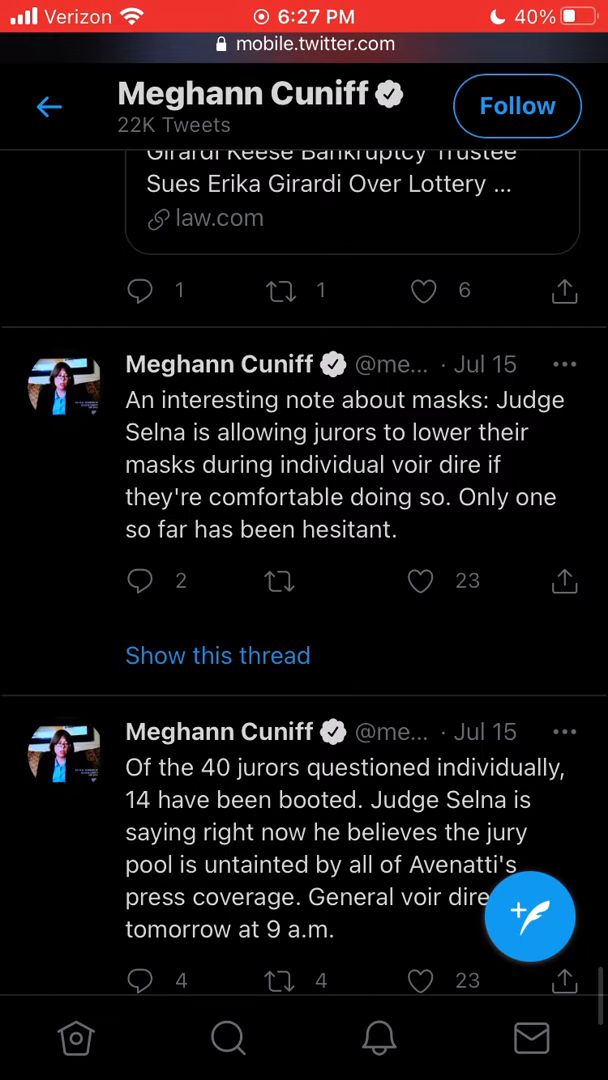 Verizon 6:27 PM 40%
mobile.twitter.com
Meghann Cuniff
22K Tweets
Follow
Girardi Keese Bankruptcy Trustee
Sues Erika Girardi Over Lottery ...
law.com
1 1 6
Meghann Cuniff @me... · Jul 15
An interesting note about masks: Judge
Selna is allowing jurors to lower their
masks during individual voir dire if
they're comfortable doing so. Only one
so far has been hesitant.
2 23
Show this thread
Meghann Cuniff @me... · Jul 15
Of the 40 jurors questioned individually,
14 have been booted. Judge Selna is
saying right now he believes the jury
pool is untainted by all of Avenatti's
press coverage. General voir dire
tomorrow at 9 a.m.
4 4 23